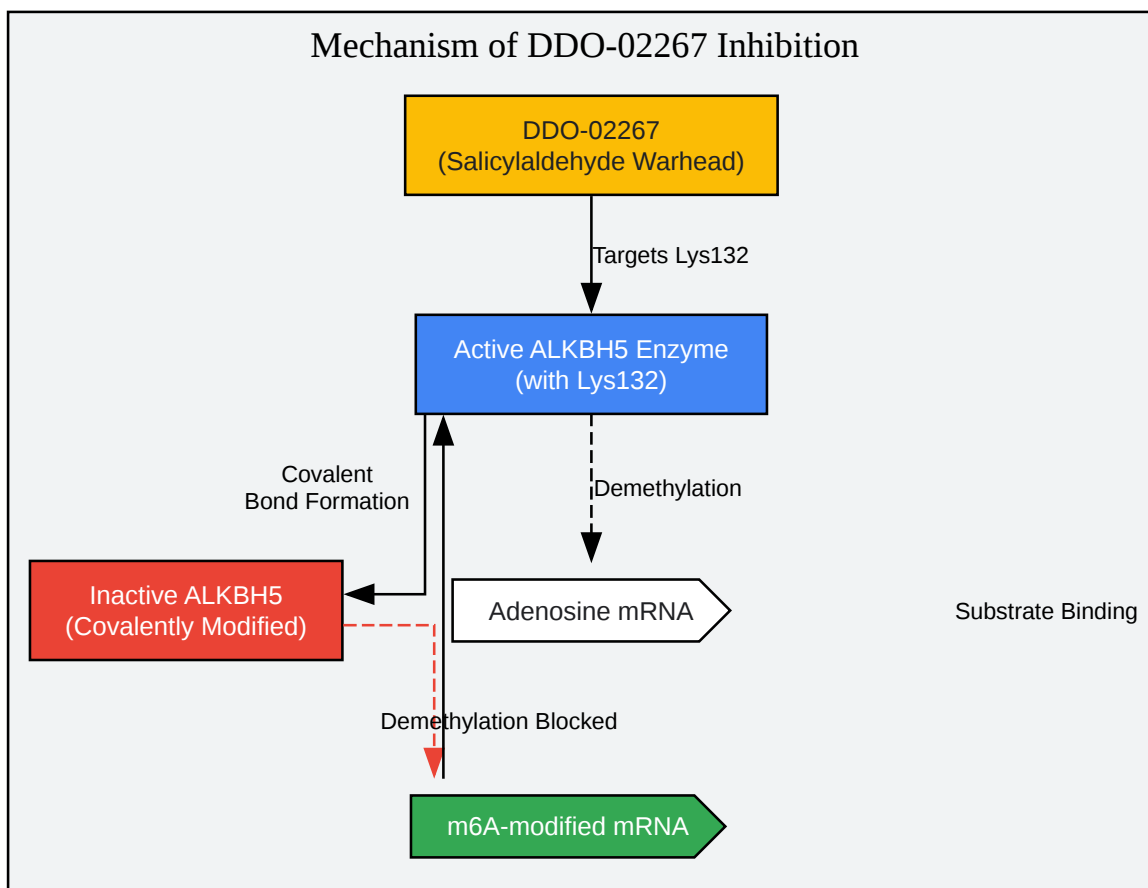 Mechanism of DDO-02267 Inhibition
DDO-02267
(Salicylaldehyde Warhead)
Targets Lys132
Active ALKBH5 Enzyme
(with Lys132)
Covalent
Bond Formation
Demethylation
Inactive ALKBH5
(Covalently Modified)
Adenosine mRNA
Substrate Binding
Demethylation Blocked
m6A-modified mRNA